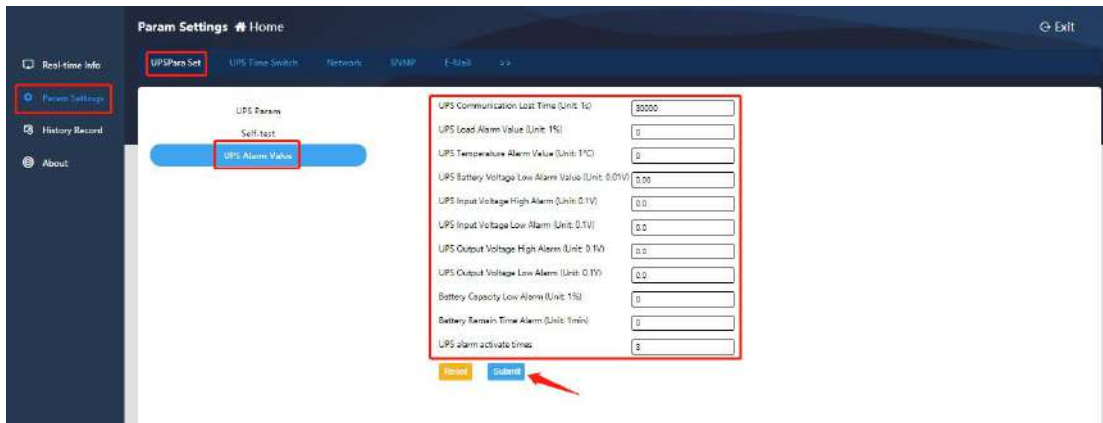 Param Settings Home
Exit
Real-time Info
Param Settings
History Record
About
UPSPara Set
UPS Time Switch
Network
SNMP
E-Mail
>>
UPS Param
Self-test
UPS Alarm Value
UPS Communication Lost Time (Unit: 1s) 30000
UPS Load Alarm Value (Unit: 1%) 0
UPS Temperature Alarm Value (Unit: 1°C) 0
UPS Battery Voltage Low Alarm Value (Unit: 0.01V) 0.00
UPS Input Voltage High Alarm (Unit: 0.1V) 0.0
UPS Input Voltage Low Alarm (Unit: 0.1V) 0.0
UPS Output Voltage High Alarm (Unit: 0.1V) 0.0
UPS Output Voltage Low Alarm (Unit: 0.1V) 0.0
Battery Capacity Low Alarm (Unit: 1%) 0
Battery Remain Time Alarm (Unit: 1min) 0
UPS alarm activate times 3
Reset
Submit